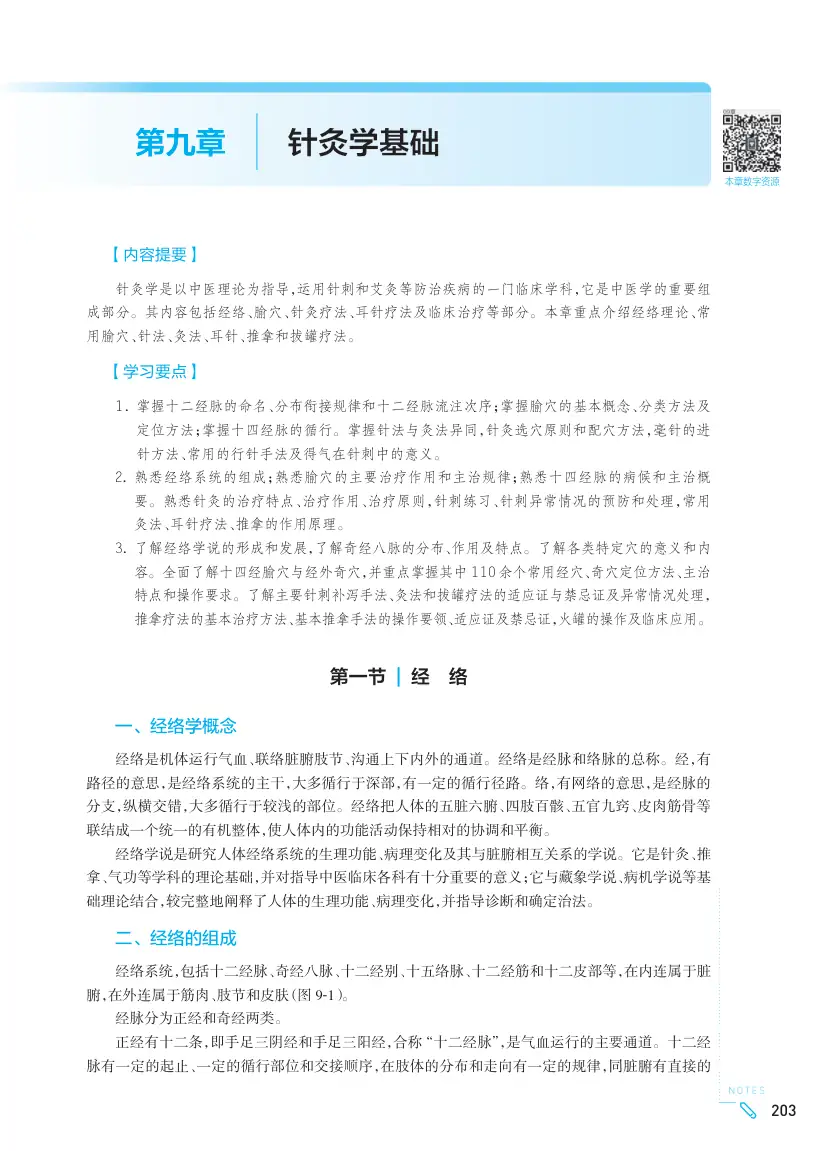 第九章 针灸学基础
09章
本章数字资源
【内容提要】
针灸学是以中医理论为指导,运用针刺和艾灸等防治疾病的一门临床学科,它是中医学的重要组
成部分。其内容包括经络、腧穴、针灸疗法、耳针疗法及临床治疗等部分。本章重点介绍经络理论、常
用腧穴、针法、灸法、耳针、推拿和拔罐疗法。
【学习要点】
1. 掌握十二经脉的命名、分布衔接规律和十二经脉流注次序;掌握腧穴的基本概念、分类方法及
定位方法;掌握十四经脉的循行。掌握针法与灸法异同,针灸选穴原则和配穴方法,毫针的进
针方法、常用的行针手法及得气在针刺中的意义。
2. 熟悉经络系统的组成;熟悉腧穴的主要治疗作用和主治规律;熟悉十四经脉的病候和主治概
要。熟悉针灸的治疗特点、治疗作用、治疗原则,针刺练习、针刺异常情况的预防和处理,常用
灸法、耳针疗法、推拿的作用原理。
3. 了解经络学说的形成和发展,了解奇经八脉的分布、作用及特点。了解各类特定穴的意义和内
容。全面了解十四经腧穴与经外奇穴,并重点掌握其中 110 余个常用经穴、奇穴定位方法、主治
特点和操作要求。了解主要针刺补泻手法、灸法和拔罐疗法的适应证与禁忌证及异常情况处理,
推拿疗法的基本治疗方法、基本推拿手法的操作要领、适应证及禁忌证,火罐的操作及临床应用。
第一节 | 经 络
一、经络学概念
经络是机体运行气血、联络脏腑肢节、沟通上下内外的通道。经络是经脉和络脉的总称。经,有
路径的意思,是经络系统的主干,大多循行于深部,有一定的循行径路。络,有网络的意思,是经脉的
分支,纵横交错,大多循行于较浅的部位。经络把人体的五脏六腑、四肢百骸、五官九窍、皮肉筋骨等
联结成一个统一的有机整体,使人体内的功能活动保持相对的协调和平衡。
经络学说是研究人体经络系统的生理功能、病理变化及其与脏腑相互关系的学说。它是针灸、推
拿、气功等学科的理论基础,并对指导中医临床各科有十分重要的意义;它与藏象学说、病机学说等基
础理论结合,较完整地阐释了人体的生理功能、病理变化,并指导诊断和确定治法。
二、经络的组成
经络系统,包括十二经脉、奇经八脉、十二经别、十五络脉、十二经筋和十二皮部等,在内连属于脏
腑,在外连属于筋肉、肢节和皮肤(图 9-1)。
经脉分为正经和奇经两类。
正经有十二条,即手足三阴经和手足三阳经,合称“十二经脉”,是气血运行的主要通道。十二经
脉有一定的起止、一定的循行部位和交接顺序,在肢体的分布和走向有一定的规律,同脏腑有直接的
NOTES
203